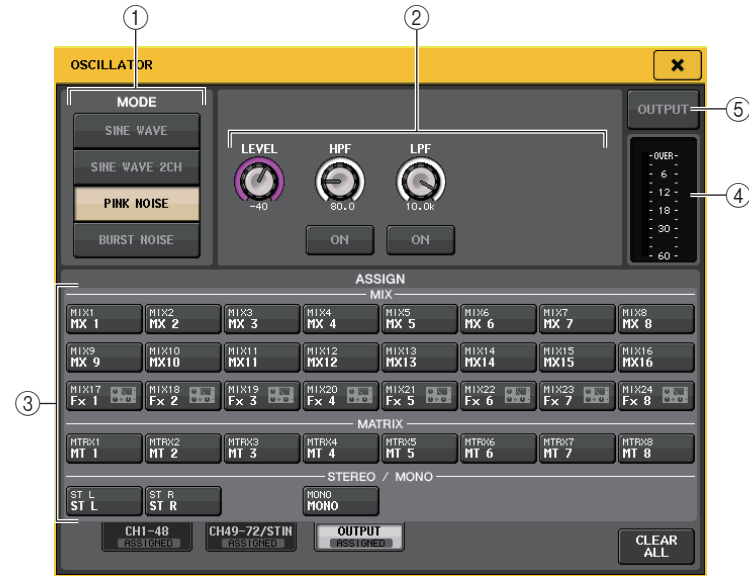 ① ②
OSCILLATOR
MODE
SINE WAVE
SINE WAVE 2CH
PINK NOISE
BURST NOISE
LEVEL HPF LPF
-40 80.0 10.0k
ON ON
OUTPUT ⑤
-OVER-
- 6 -
- 12 - ④
- 18 -
- 30 -
- 60 -
ASSIGN
③
MIX
MIX1 MIX2 MIX3 MIX4 MIX5 MIX6 MIX7 MIX8
MX 1 MX 2 MX 3 MX 4 MX 5 MX 6 MX 7 MX 8
MIX9 MIX10 MIX11 MIX12 MIX13 MIX14 MIX15 MIX16
MX 9 MX10 MX11 MX12 MX13 MX14 MX15 MX16
MIX17 MIX18 MIX19 MIX20 MIX21 MIX22 MIX23 MIX24
Fx 1 Fx 2 Fx 3 Fx 4 Fx 5 Fx 6 Fx 7 Fx 8
MATRIX
MTRX1 MTRX2 MTRX3 MTRX4 MTRX5 MTRX6 MTRX7 MTRX8
MT 1 MT 2 MT 3 MT 4 MT 5 MT 6 MT 7 MT 8
STEREO / MONO
ST L ST R MONO
ST L ST R MONO
CH1-48 CH49-72/STIN OUTPUT
ASSIGNED ASSIGNED ASSIGNED
CLEAR
ALL